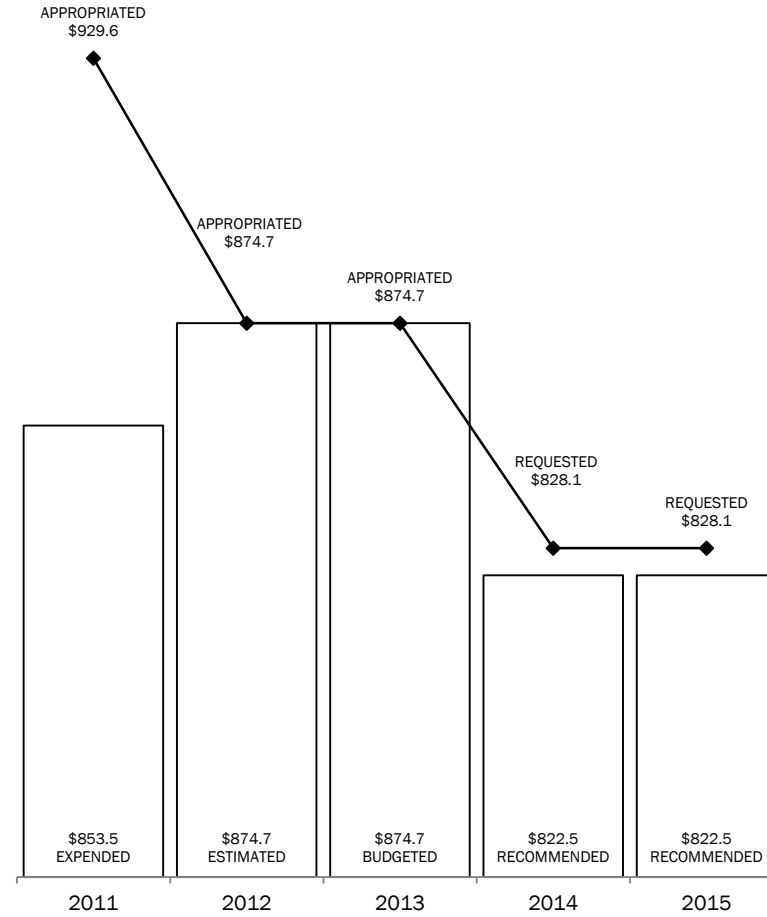 APPROPRIATED
$929.6
APPROPRIATED
$874.7
APPROPRIATED
$874.7
REQUESTED
$828.1
REQUESTED
$828.1
$853.5
EXPENDED
$874.7
ESTIMATED
$874.7
BUDGETED
$822.5
RECOMMENDED
$822.5
RECOMMENDED
2011
2012
2013
2014
2015